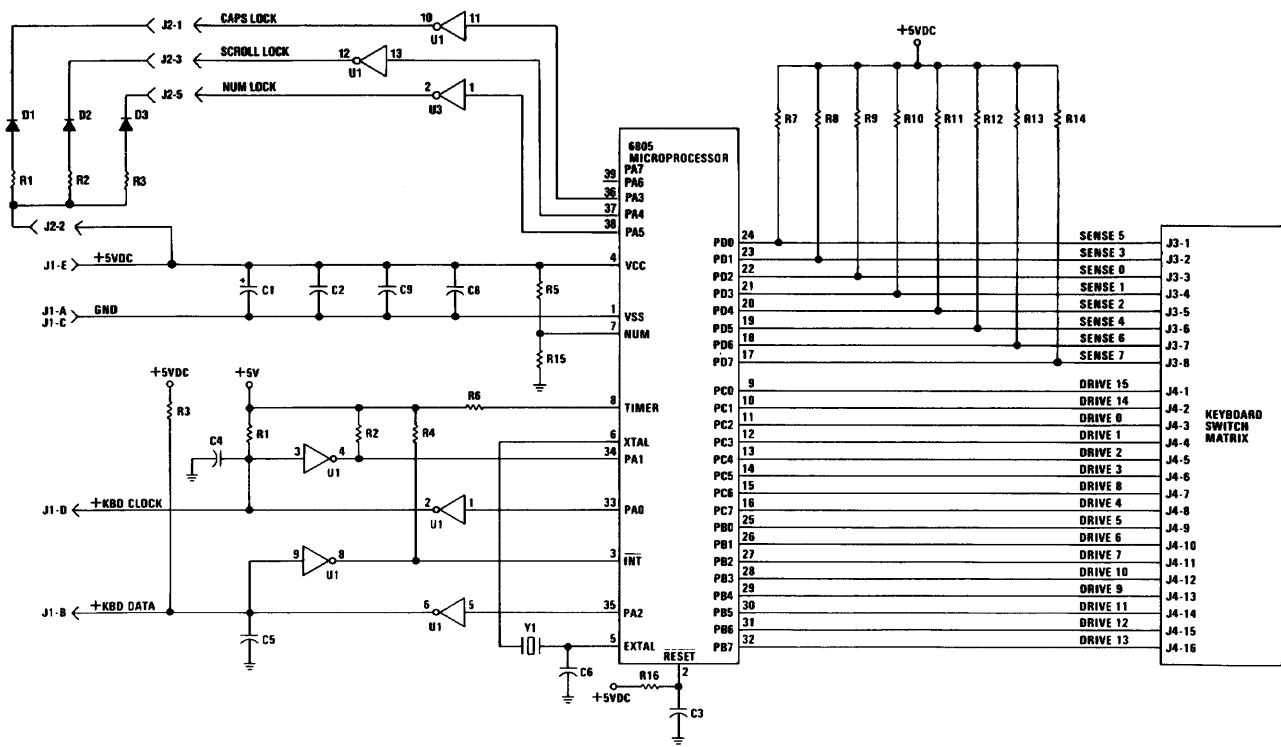 J2-1 CAPS LOCK 10 U1 11
J2-3 SCROLL LOCK 12 U1 13
J2-5 NUM LOCK 2 U3 1
D1 D2 D3
R1 R2 R3
J2-2
J1-E +5VDC
C1 C2 C9 C8 R5
J1-A GND
J1-C
R15
+5VDC +5V
R3 R1 R2 R4 R6
C4 3 U1 4
J1-D +KBD CLOCK 2 U1 1
9 U1 8
J1-B +KBD DATA 6 U1 5
C5 Y1 C6
6805
MICROPROCESSOR
PA7
39 PA6
36 PA3
37 PA4
38 PA5
4 VCC
1 VSS
7 NUM
8 TIMER
6 XTAL
34 PA1
33 PA0
3 INT
35 PA2
5 EXTAL
RESET
2
R16
+5VDC
C3
+5VDC
R7 R8 R9 R10 R11 R12 R13 R14
PD0 24 SENSE 5 J3-1
PD1 23 SENSE 3 J3-2
PD2 22 SENSE 0 J3-3
PD3 21 SENSE 1 J3-4
PD4 20 SENSE 2 J3-5
PD5 19 SENSE 4 J3-6
PD6 18 SENSE 6 J3-7
PD7 17 SENSE 7 J3-8
PC0 9 DRIVE 15 J4-1
PC1 10 DRIVE 14 J4-2
PC2 11 DRIVE 0 J4-3
PC3 12 DRIVE 1 J4-4
PC4 13 DRIVE 2 J4-5
PC5 14 DRIVE 3 J4-6
PC6 15 DRIVE 8 J4-7
PC7 16 DRIVE 4 J4-8
PB0 25 DRIVE 5 J4-9
PB1 26 DRIVE 6 J4-10
PB2 27 DRIVE 7 J4-11
PB3 28 DRIVE 10 J4-12
PB4 29 DRIVE 9 J4-13
PB5 30 DRIVE 11 J4-14
PB6 31 DRIVE 12 J4-15
PB7 32 DRIVE 13 J4-16
KEYBOARD
SWITCH
MATRIX